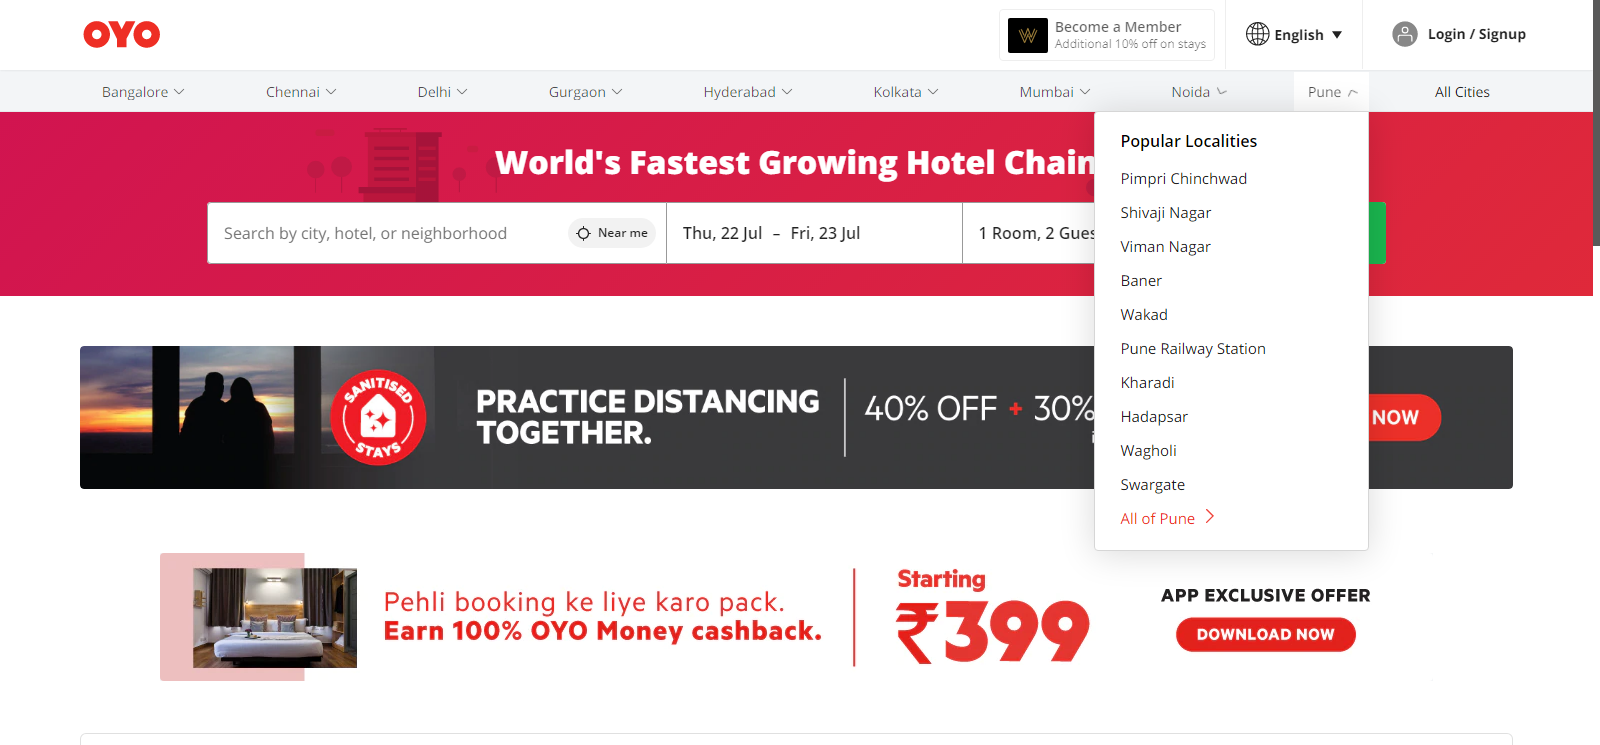 OYO
Become a Member
Additional 10% off on stays
English
Login / Signup
Bangalore
Chennai
Delhi
Gurgaon
Hyderabad
Kolkata
Mumbai
Noida
Pune
All Cities
World's Fastest Growing Hotel Chain
Search by city, hotel, or neighborhood
Near me
Thu, 22 Jul – Fri, 23 Jul
1 Room, 2 Gues
Popular Localities
Pimpri Chinchwad
Shivaji Nagar
Viman Nagar
Baner
Wakad
Pune Railway Station
Kharadi
Hadapsar
Wagholi
Swargate
All of Pune
SANITISED
STAYS
PRACTICE DISTANCING
TOGETHER.
40% OFF + 30%
NOW
Pehli booking ke liye karo pack.
Earn 100% OYO Money cashback.
Starting
₹399
APP EXCLUSIVE OFFER
DOWNLOAD NOW